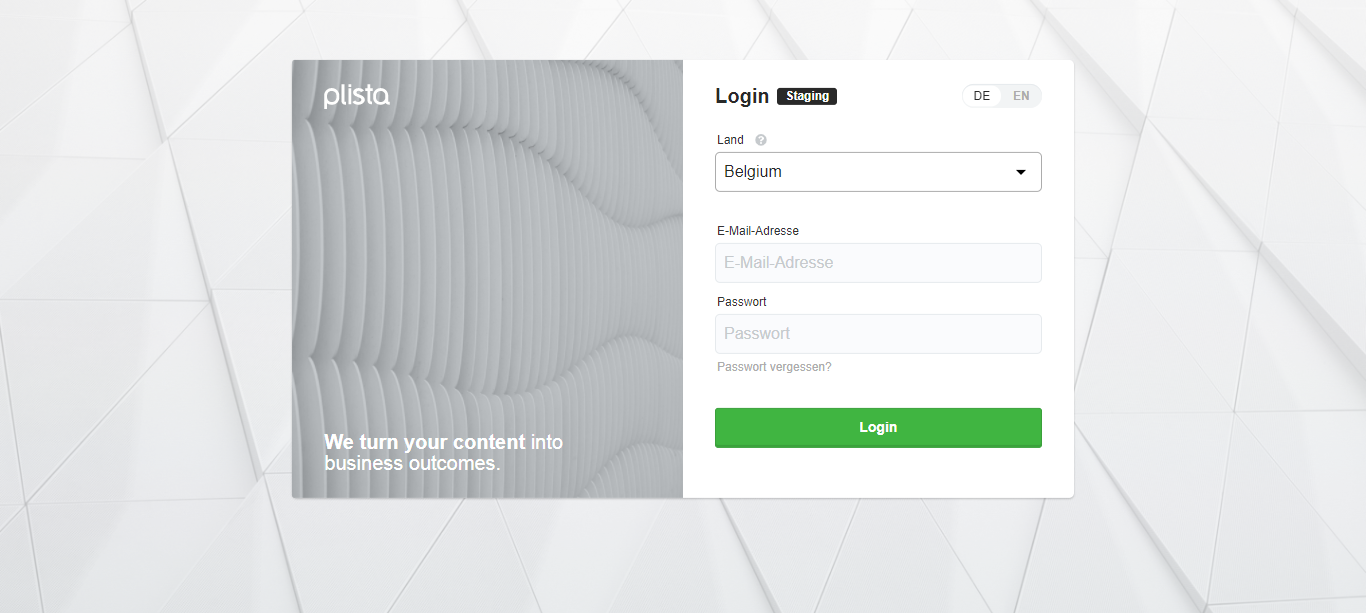 plista
We turn your content into
business outcomes.
Login Staging DE EN
Land ?
Belgium
E-Mail-Adresse
E-Mail-Adresse
Passwort
Passwort
Passwort vergessen?
Login